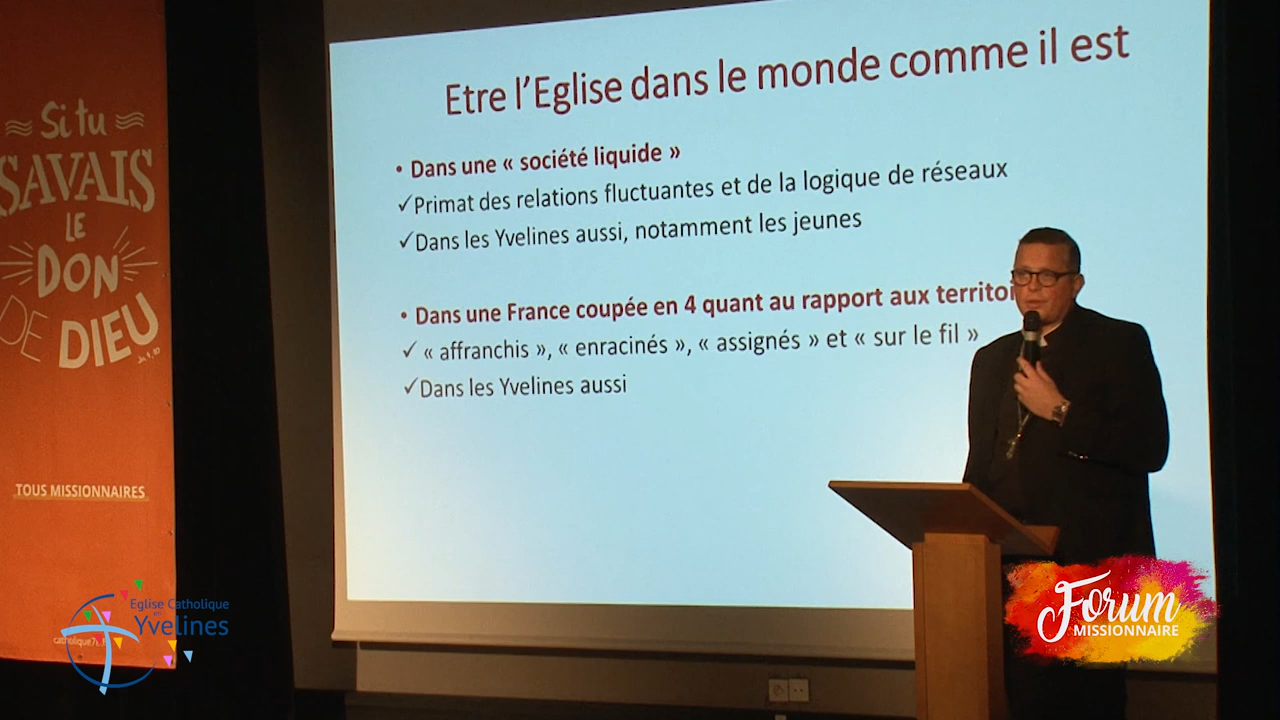 Si tu
SAVAIS
LE
DON
DE DIEU
TOUS MISSIONNAIRES
Etre l'Eglise dans le monde comme il est
• Dans une « société liquide »
✓Primat des relations fluctuantes et de la logique de réseaux
✓Dans les Yvelines aussi, notamment les jeunes
• Dans une France coupée en 4 quant au rapport aux
✓ « affranchis », « enracinés », « assignés » et « sur le fil »
✓Dans les Yvelines aussi
Eglise Catholique
en
Yvelines
Forum
MISSIONNAIRE